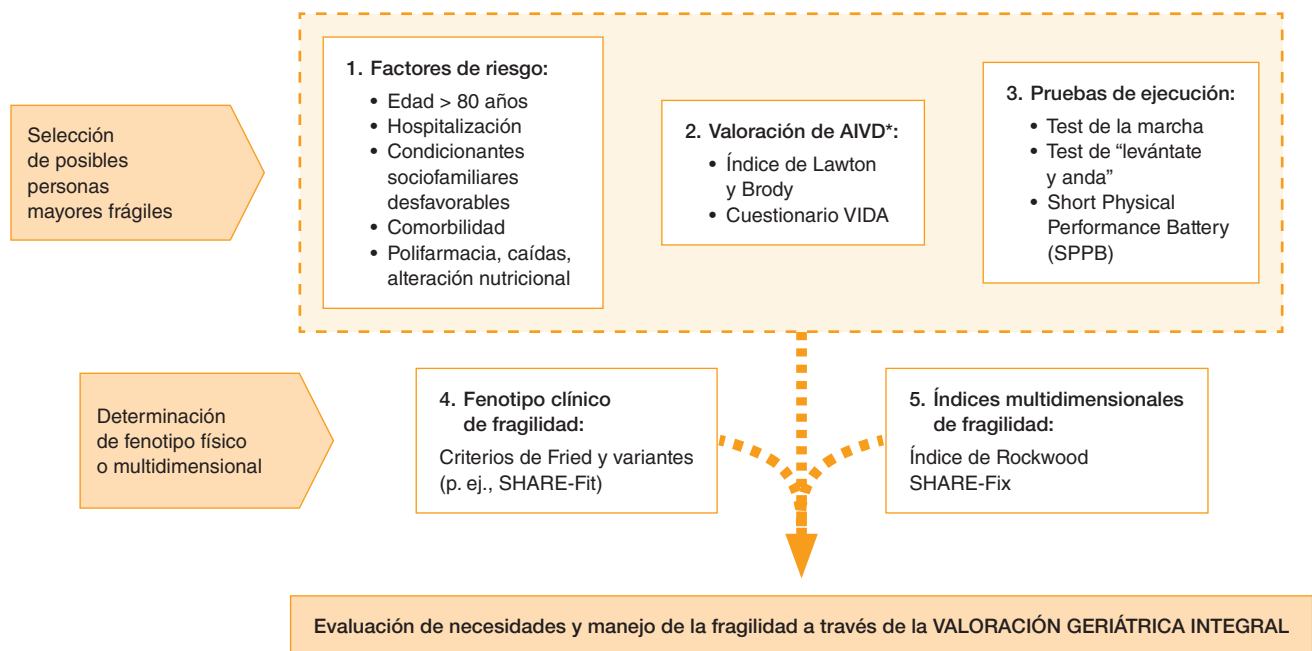 Selección
de posibles
personas
mayores frágiles
1. Factores de riesgo:
• Edad > 80 años
• Hospitalización
• Condicionantes
sociofamiliares
desfavorables
• Comorbilidad
• Polifarmacia, caídas,
alteración nutricional
2. Valoración de AIVD*:
• Índice de Lawton
y Brody
• Cuestionario VIDA
3. Pruebas de ejecución:
• Test de la marcha
• Test de “levántate
y anda”
• Short Physical
Performance Battery
(SPPB)
Determinación
de fenotipo físico
o multidimensional
4. Fenotipo clínico
de fragilidad:
Criterios de Fried y variantes
(p. ej., SHARE-Fit)
5. Índices multidimensionales
de fragilidad:
Índice de Rockwood
SHARE-Fix
Evaluación de necesidades y manejo de la fragilidad a través de la VALORACIÓN GERIÁTRICA INTEGRAL